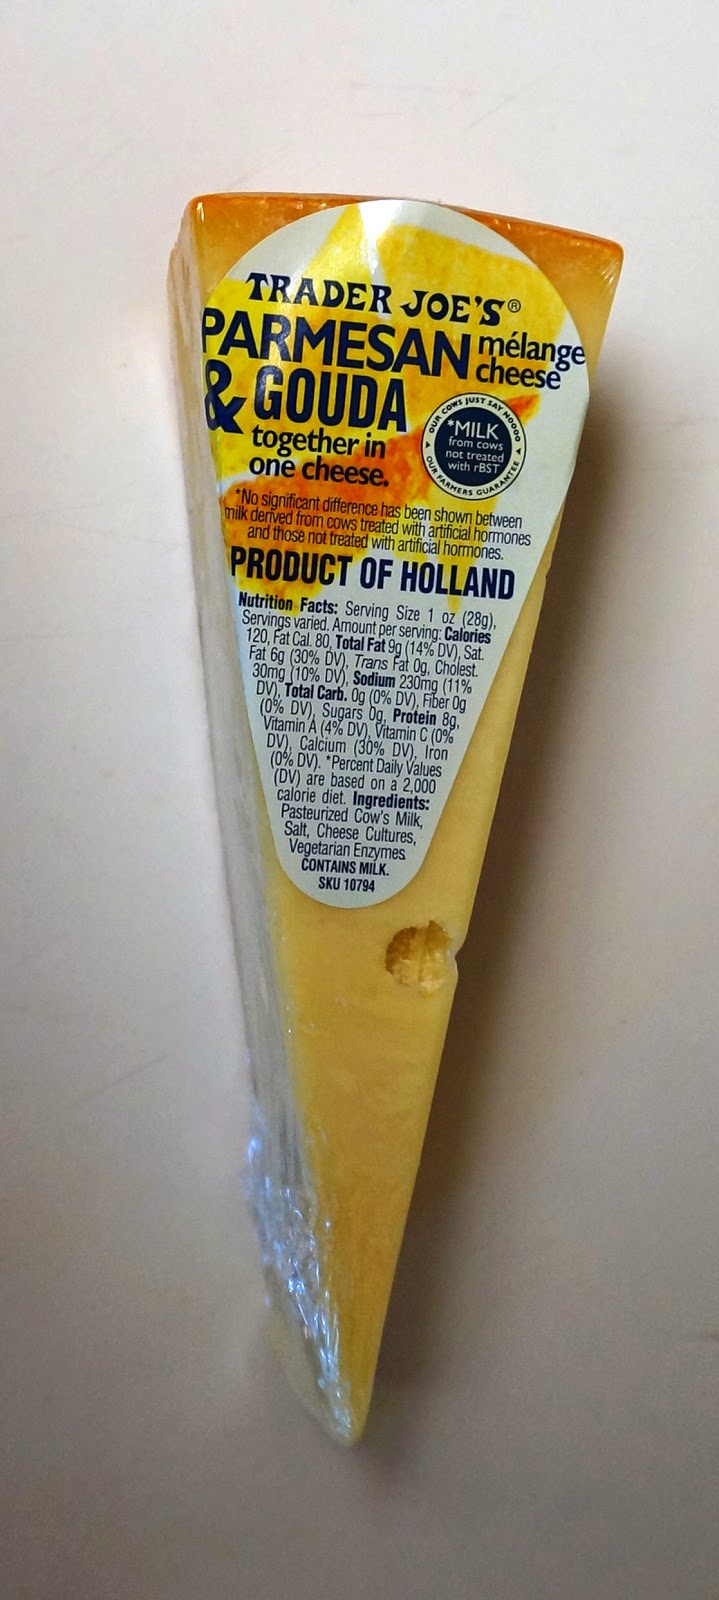 TRADER JOE'S®
PARMESAN mélange cheese
& GOUDA
together in
one cheese.
OUR COWS JUST SAY NOOOO
*MILK
from cows
not treated
with rBST
OUR FARMERS GUARANTEE
*No significant difference has been shown between
milk derived from cows treated with artificial hormones
and those not treated with artificial hormones.
PRODUCT OF HOLLAND
Nutrition Facts: Serving Size 1 oz (28g),
Servings varied. Amount per serving: Calories
120, Fat Cal. 80, Total Fat 9g (14% DV), Sat.
Fat 6g (30% DV), Trans Fat 0g, Cholest.
30mg (10% DV), Sodium 230mg (11%
DV), Total Carb. 0g (0% DV), Fiber 0g
(0% DV), Sugars 0g, Protein 8g,
Vitamin A (4% DV), Vitamin C (0%
DV), Calcium (30% DV), Iron
(0% DV). *Percent Daily Values
(DV) are based on a 2,000
calorie diet. Ingredients:
Pasteurized Cow's Milk,
Salt, Cheese Cultures,
Vegetarian Enzymes.
CONTAINS MILK.
SKU 10794